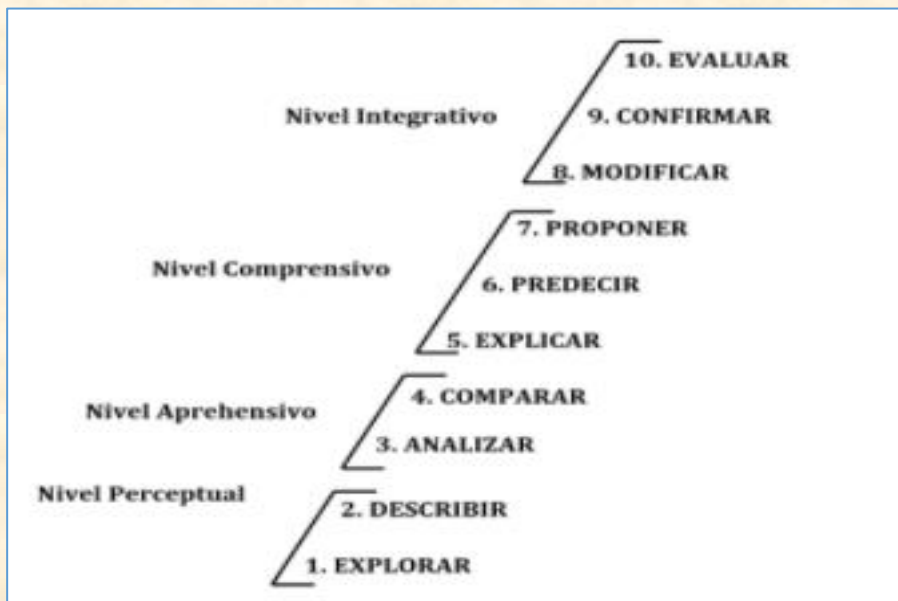 10. EVALUAR
Nivel Integrativo
9. CONFIRMAR
8. MODIFICAR
7. PROPONER
Nivel Comprensivo
6. PREDECIR
5. EXPLICAR
4. COMPARAR
Nivel Aprehensivo
3. ANALIZAR
Nivel Perceptual
2. DESCRIBIR
1. EXPLORAR